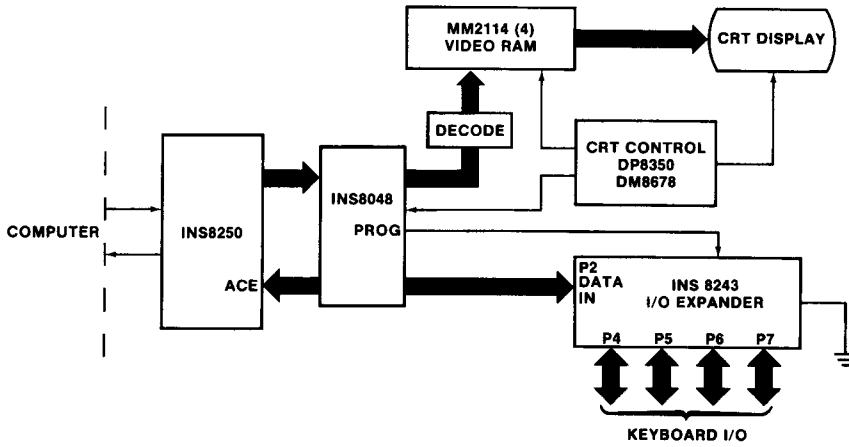 MM2114 (4)
VIDEO RAM
CRT DISPLAY
DECODE
CRT CONTROL
DP8350
DM8678
INS8048
PROG
COMPUTER
INS8250
ACE
P2
DATA
IN
INS 8243
I/O EXPANDER
P4 P5 P6 P7
KEYBOARD I/O